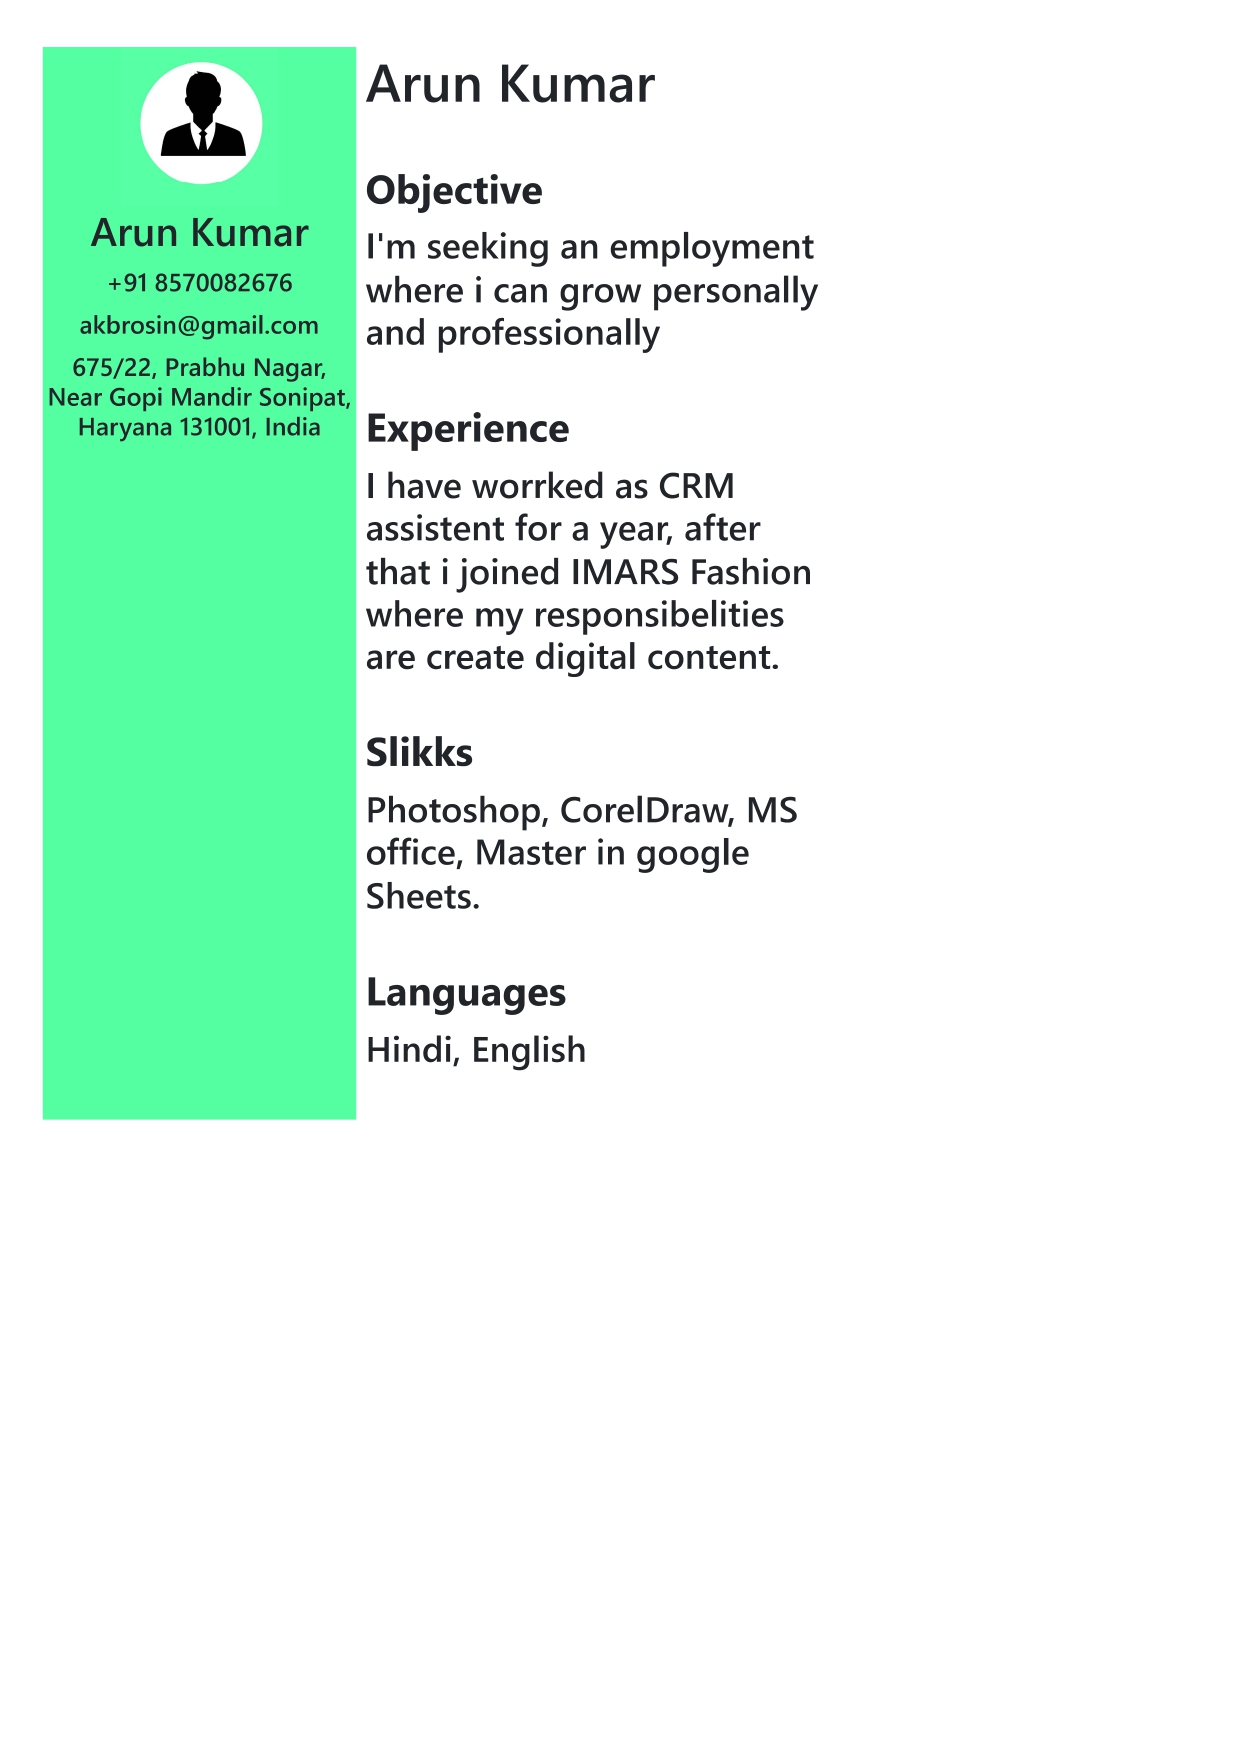 Arun Kumar
+91 8570082676
akbrosin@gmail.com
675/22, Prabhu Nagar,
Near Gopi Mandir Sonipat,
Haryana 131001, India
Arun Kumar
Objective
I'm seeking an employment
where i can grow personally
and professionally
Experience
I have worrked as CRM
assistent for a year, after
that i joined IMARS Fashion
where my responsibelities
are create digital content.
Slikks
Photoshop, CorelDraw, MS
office, Master in google
Sheets.
Languages
Hindi, English